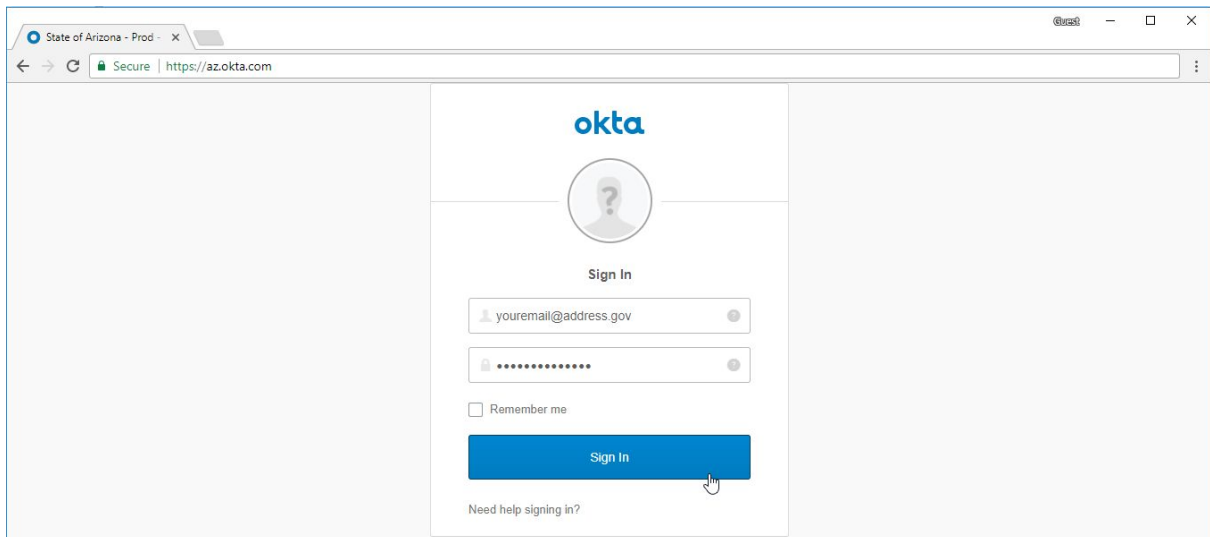 Guest
State of Arizona - Prod -
Secure | https://az.okta.com
okta
?
Sign In
youremail@address.gov ?
•••••••••••••• ?
Remember me
Sign In
Need help signing in?